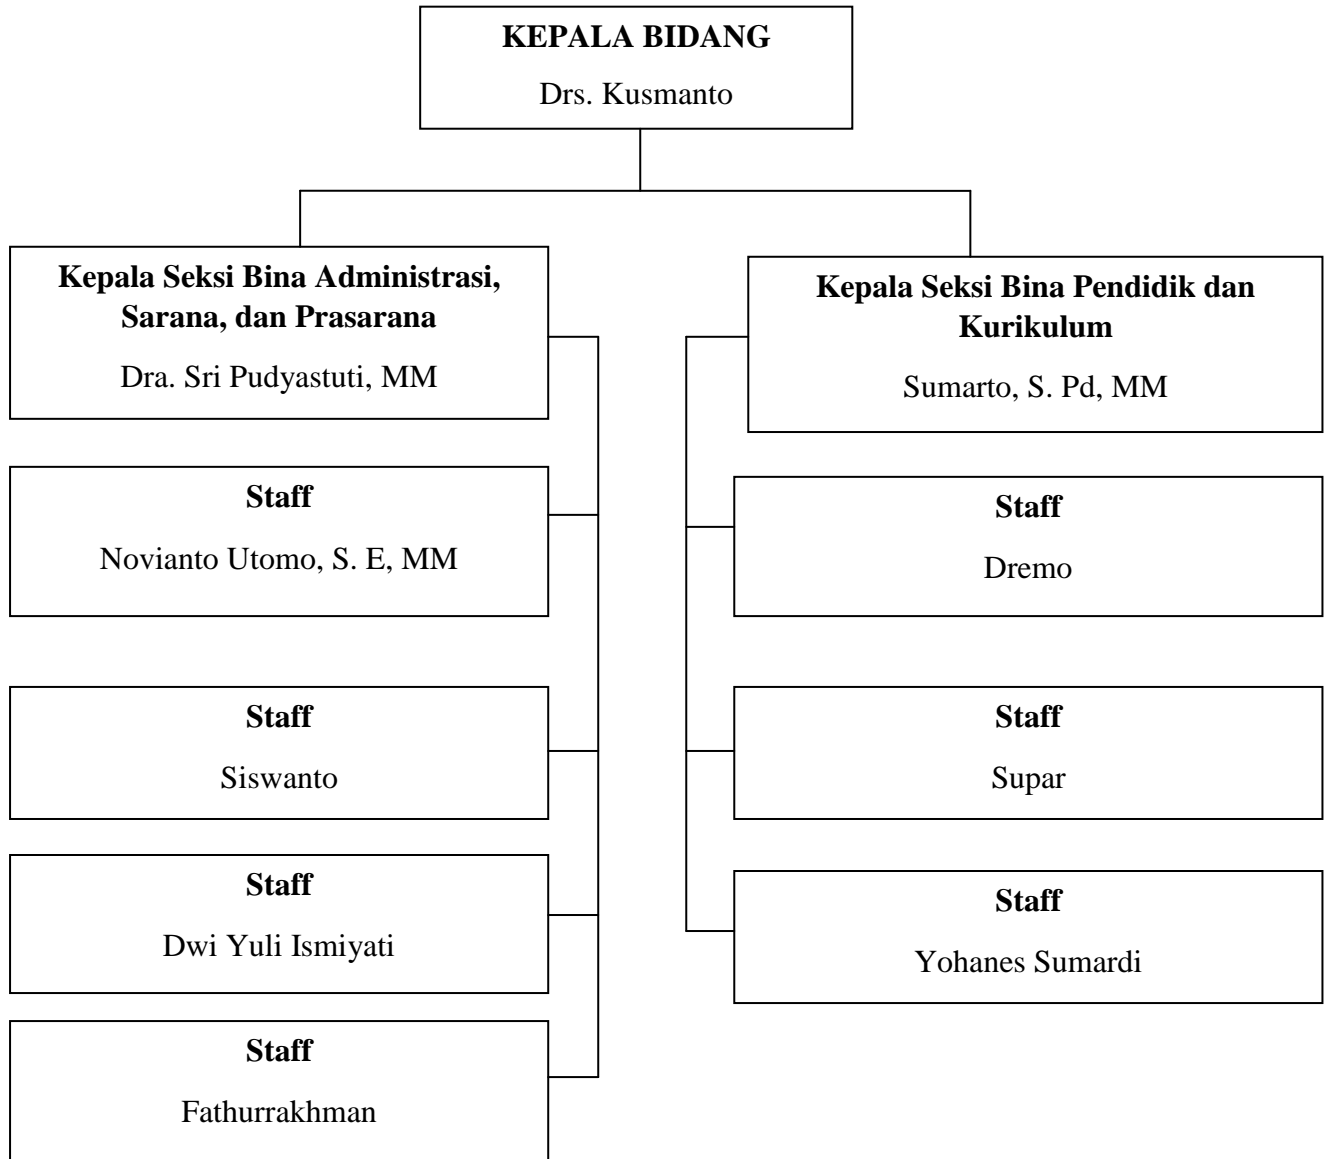 KEPALA BIDANG
Drs. Kusmanto
Kepala Seksi Bina Administrasi,
Sarana, dan Prasarana
Dra. Sri Pudyastuti, MM
Staff
Novianto Utomo, S. E, MM
Staff
Siswanto
Staff
Dwi Yuli Ismiyati
Staff
Fathurrakhman
Kepala Seksi Bina Pendidik dan
Kurikulum
Sumarto, S. Pd, MM
Staff
Dremo
Staff
Supar
Staff
Yohanes Sumardi